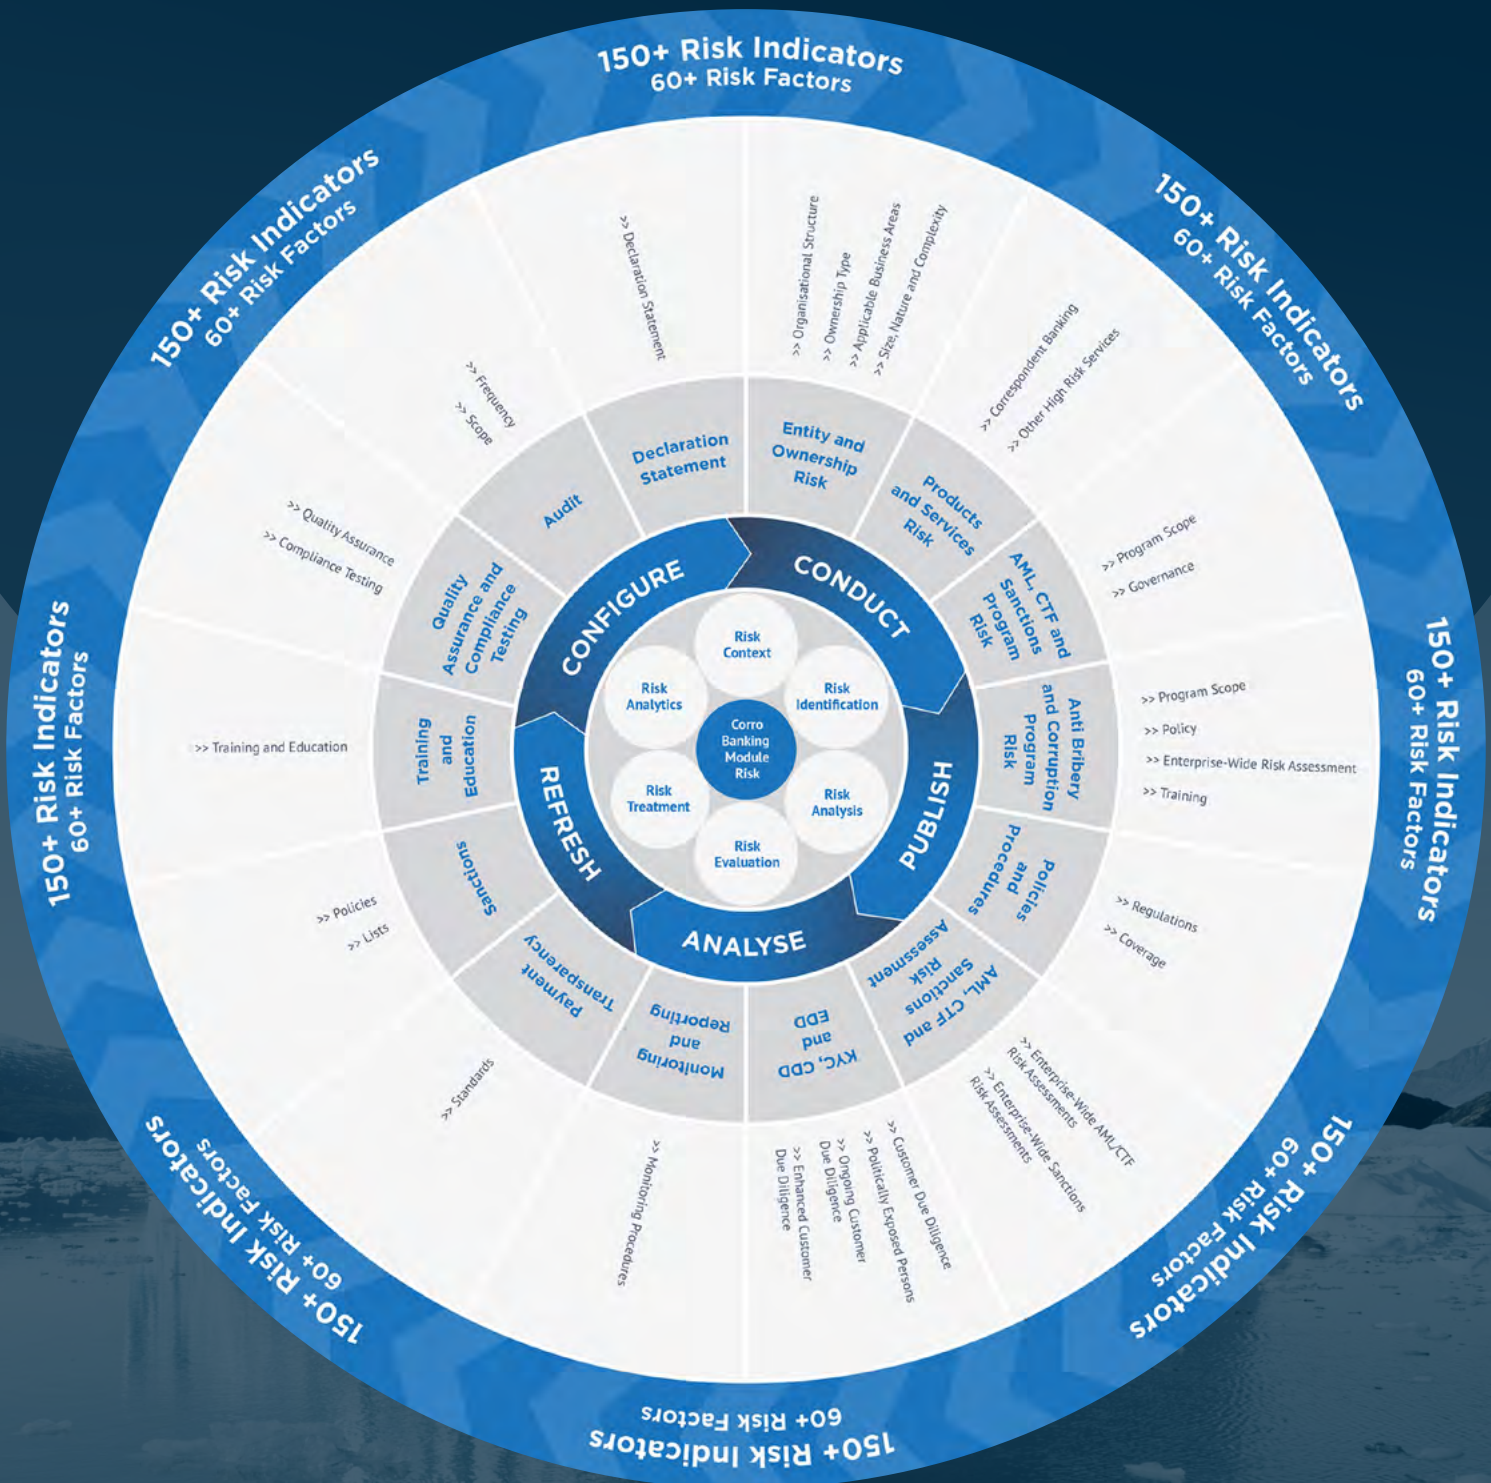 150+ Risk Indicators
60+ Risk Factors
150+ Risk Indicators
60+ Risk Factors
150+ Risk Indicators
60+ Risk Factors
150+ Risk Indicators
60+ Risk Factors
150+ Risk Indicators
60+ Risk Factors
150+ Risk Indicators
60+ Risk Factors
150+ Risk Indicators
60+ Risk Factors
150+ Risk Indicators
60+ Risk Factors
>> Organisational Structure
>> Ownership Type
>> Applicable Business Areas
>> Size, Nature and Complexity
>> Correspondent Banking
>> Other High Risk Services
>> Program Scope
>> Governance
>> Program Scope
>> Policy
>> Enterprise-Wide Risk Assessment
>> Training
>> Regulations
>> Coverage
>> Enterprise-Wide AML/CTF
Risk Assessments
>> Enterprise-Wide Sanctions
Risk Assessments
>> Customer Due Diligence
>> Politically Exposed Persons
>> Ongoing Customer
Due Diligence
>> Enhanced Customer
Due Diligence
>> Monitoring Procedures
>> Standards
>> Policies
>> Lists
>> Training and Education
>> Quality Assurance
>> Compliance Testing
>> Frequency
>> Scope
>> Declaration Statement
Entity and
Ownership
Risk
Products
and Services
Risk
AML, CTF and
Sanctions
Program
Risk
Anti Bribery
and Corruption
Program
Risk
Policies
and
Procedures
AML, CTF and
Sanctions
Risk
Assessment
KYC, CDD
and
EDD
Monitoring
and
Reporting
Payment
Transparency
Sanctions
Training
and
Education
Quality
Assurance and
Compliance
Testing
Audit
Declaration
Statement
CONFIGURE
CONDUCT
PUBLISH
ANALYSE
REFRESH
Risk
Context
Risk
Identification
Risk
Analysis
Risk
Evaluation
Risk
Treatment
Risk
Analytics
Corro
Banking
Module
Risk